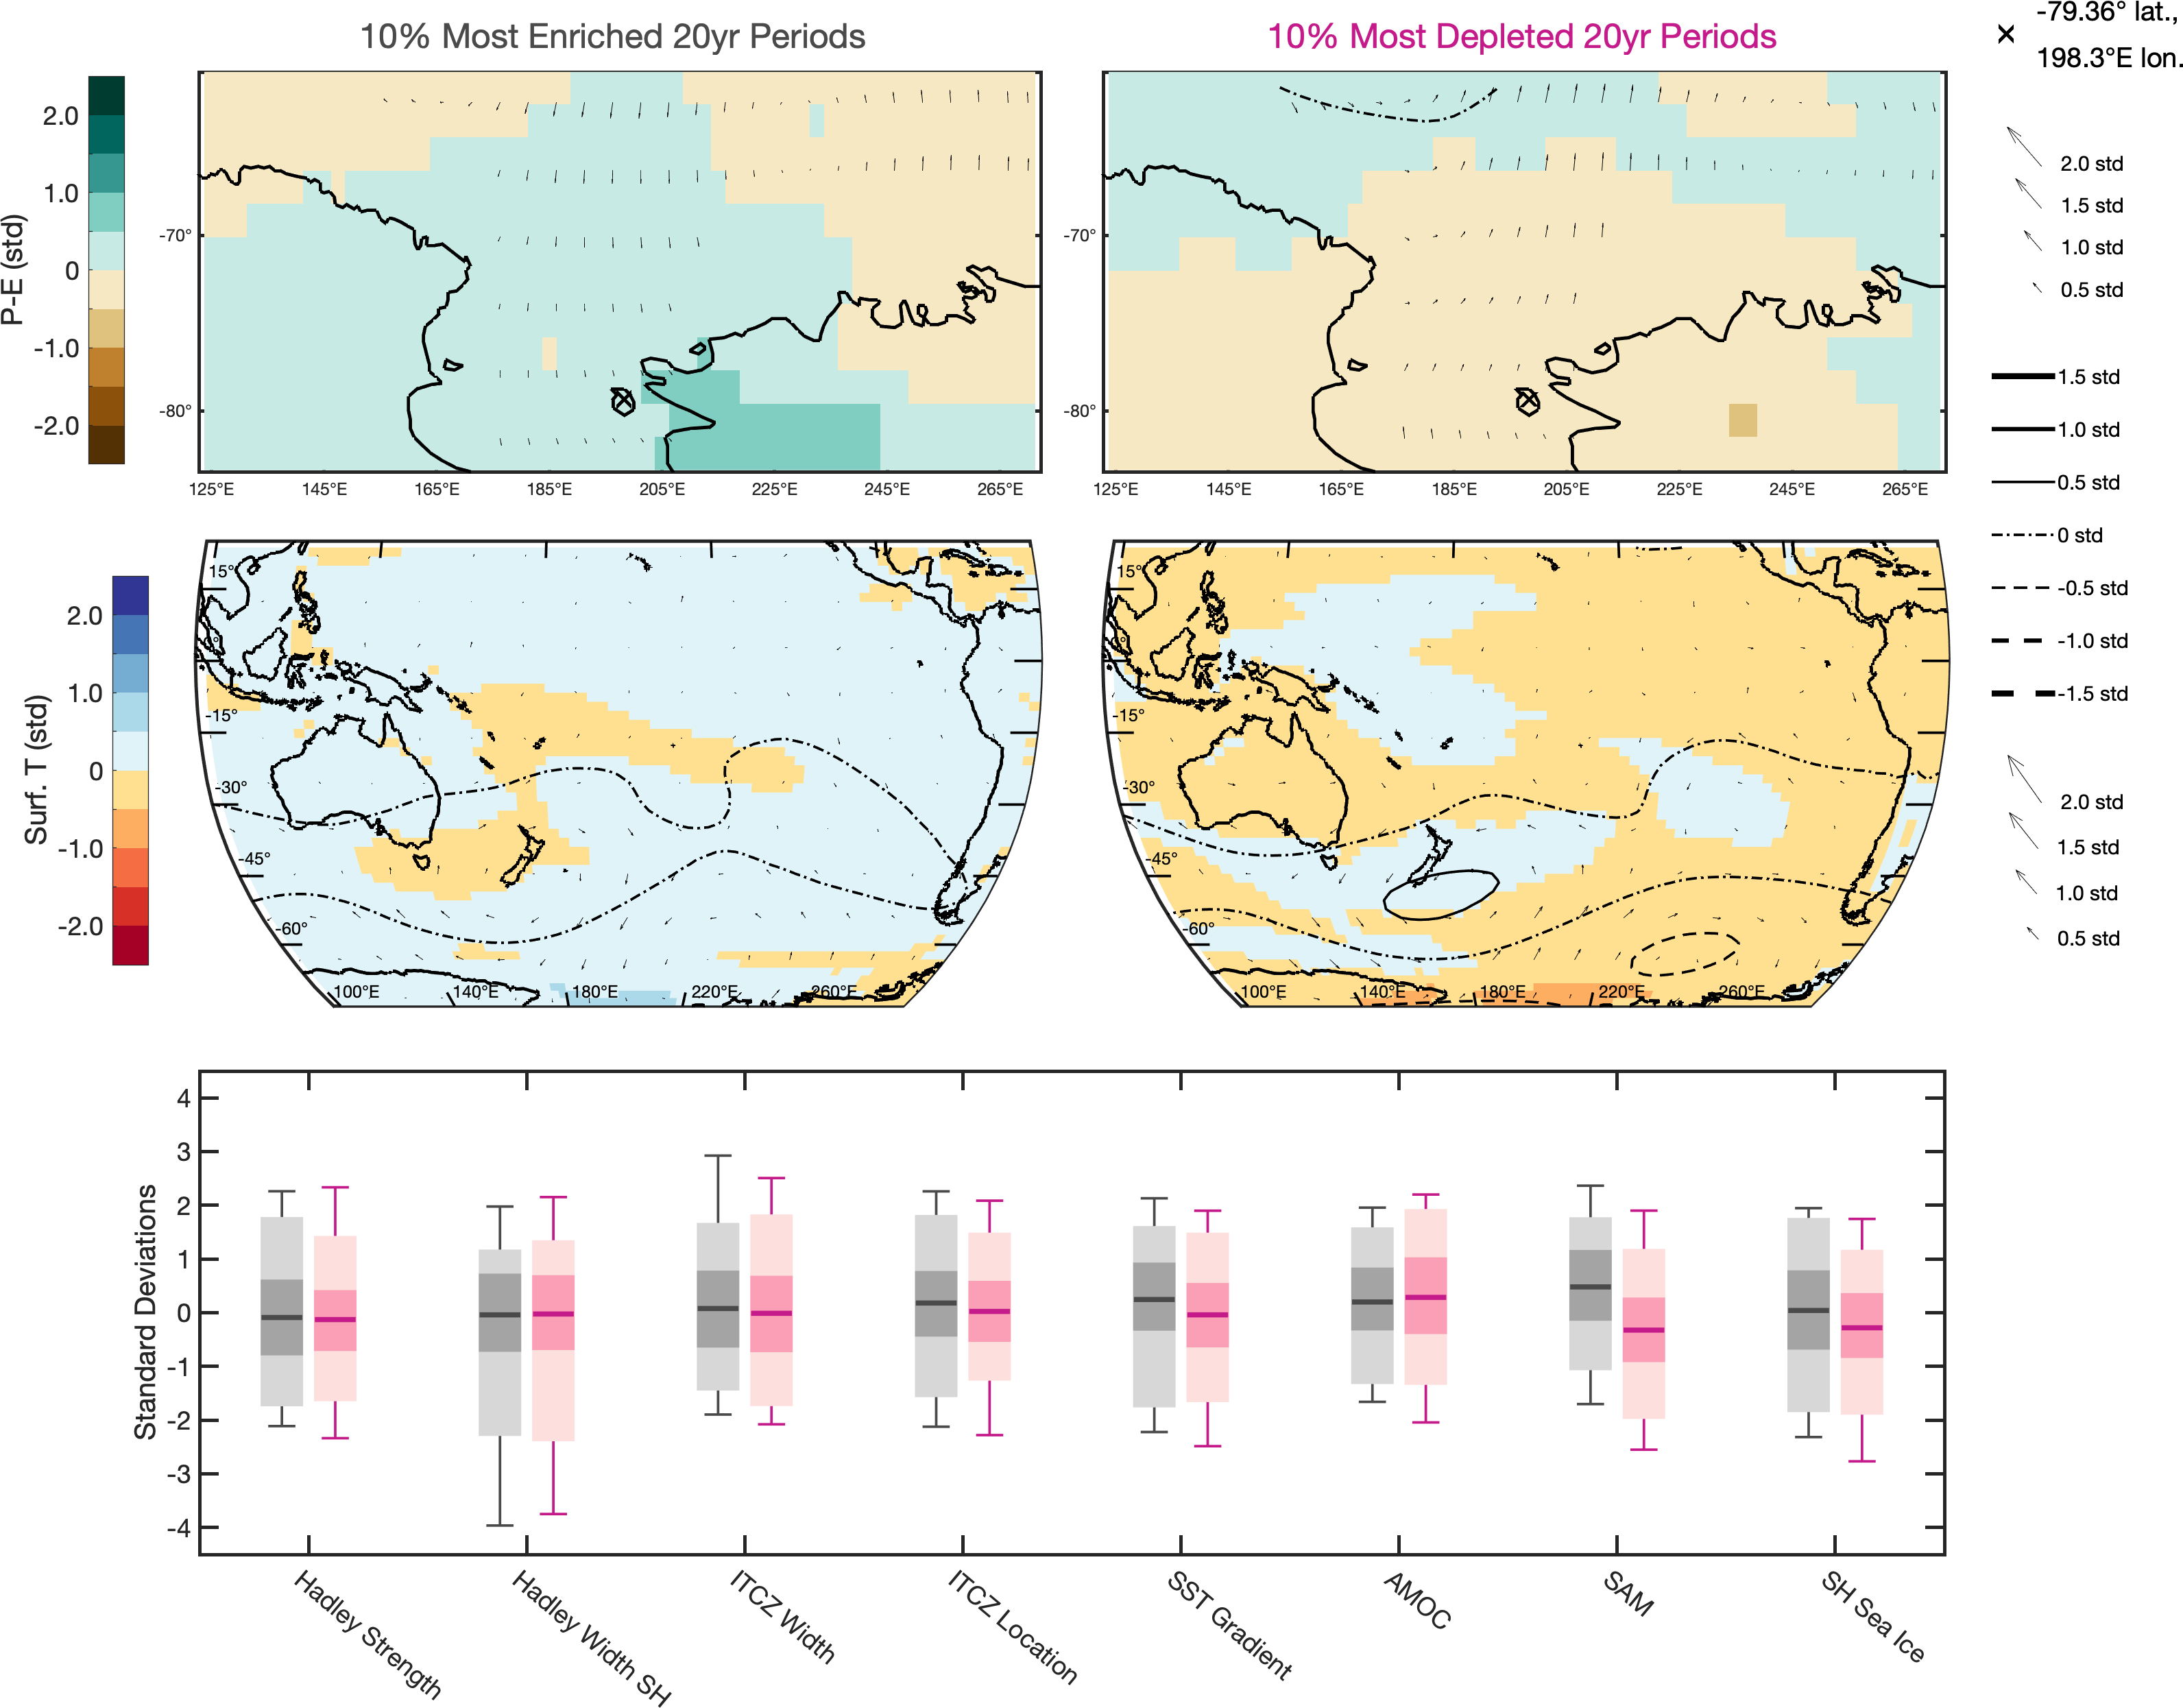 10% Most Enriched 20yr Periods
10% Most Depleted 20yr Periods
-79.36° lat.,
198.3°E lon.
P-E (std)
2.0
1.0
0
-1.0
-2.0
-70°
-80°
125°E 145°E 165°E 185°E 205°E 225°E 245°E 265°E
-70°
-80°
125°E 145°E 165°E 185°E 205°E 225°E 245°E 265°E
2.0 std
1.5 std
1.0 std
0.5 std
1.5 std
1.0 std
0.5 std
0 std
-0.5 std
-1.0 std
-1.5 std
2.0 std
1.5 std
1.0 std
0.5 std
Surf. T (std)
2.0
1.0
0
-1.0
-2.0
15°
-15°
-30°
-45°
-60°
100°E 140°E 180°E 220°E 260°E
15°
-15°
-30°
-45°
-60°
100°E 140°E 180°E 220°E 260°E
Standard Deviations
4
3
2
1
0
-1
-2
-3
-4
Hadley Strength
Hadley Width SH
ITCZ Width
ITCZ Location
SST Gradient
AMOC
SAM
SH Sea Ice